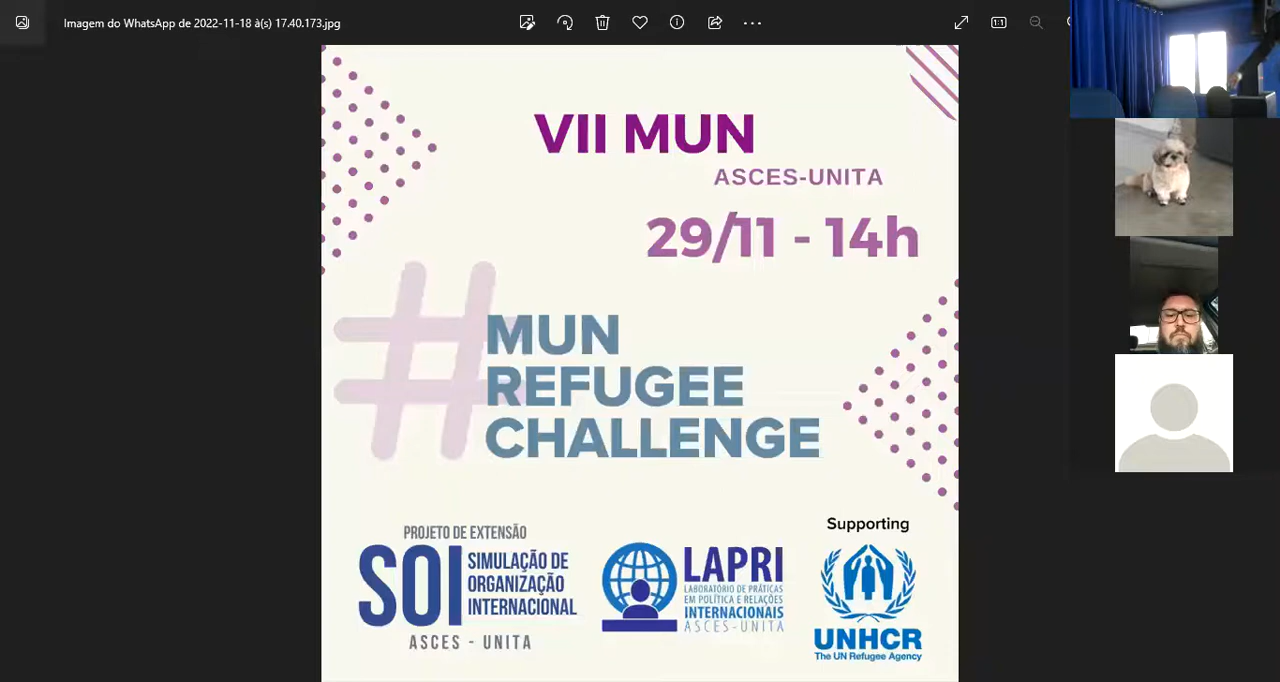 Imagem do WhatsApp de 2022-11-18 à(s) 17.40.173.jpg
1:1
VII MUN
ASCES-UNITA
29/11 - 14h
#MUN
REFUGEE
CHALLENGE
PROJETO DE EXTENSÃO
SOI
SIMULAÇÃO DE
ORGANIZAÇÃO
INTERNACIONAL
ASCES - UNITA
LAPRI
LABORATÓRIO DE PRÁTICAS
EM POLÍTICA E RELAÇÕES
INTERNACIONAIS
ASCES-UNITA
Supporting
UNHCR
The UN Refugee Agency